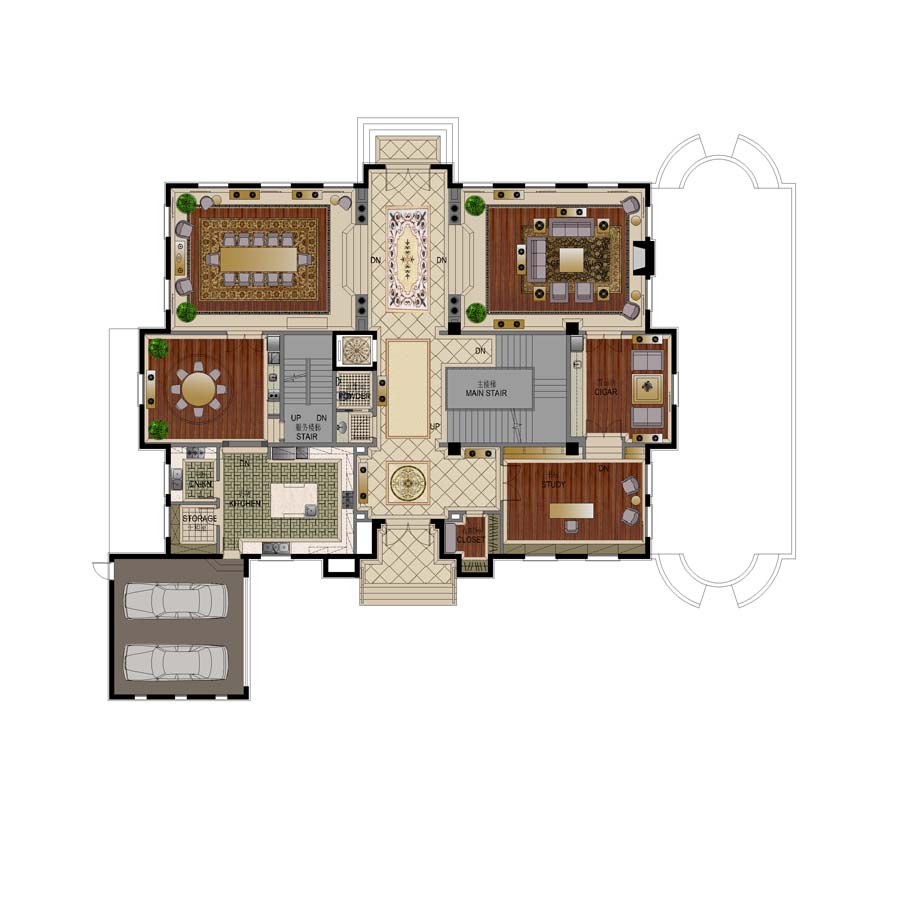 DN
DN
DN
主楼梯
MAIN STAIR
CIGAR
POWDER
UP
DN
服务楼梯
STAIR
UP
DN
DN
STUDY
KITCHEN
STORAGE
CLOSET